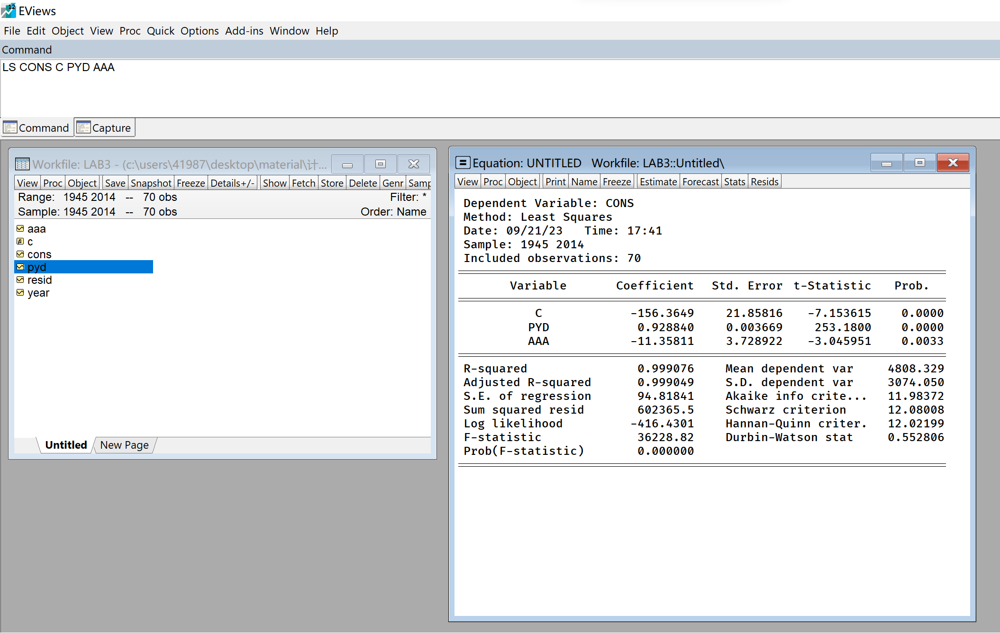 12 EViews
File Edit Object View Proc Quick Options Add-ins Window Help
Command
LS CONS C PYD AAA
Command Capture
Workfile: LAB3 - (c:\users\41987\desktop\material\计...
View Proc Object Save Snapshot Freeze Details+/- Show Fetch Store Delete Genr Samp
Range: 1945 2014 -- 70 obs Filter: *
Sample: 1945 2014 -- 70 obs Order: Name
aaa
β c
cons
pyd
resid
year
Untitled New Page
Equation: UNTITLED Workfile: LAB3::Untitled\
View Proc Object Print Name Freeze Estimate Forecast Stats Resids
Dependent Variable: CONS
Method: Least Squares
Date: 09/21/23 Time: 17:41
Sample: 1945 2014
Included observations: 70
Variable Coefficient Std. Error t-Statistic Prob.
C -156.3649 21.85816 -7.153615 0.0000
PYD 0.928840 0.003669 253.1800 0.0000
AAA -11.35811 3.728922 -3.045951 0.0033
R-squared 0.999076 Mean dependent var 4808.329
Adjusted R-squared 0.999049 S.D. dependent var 3074.050
S.E. of regression 94.81841 Akaike info crite... 11.98372
Sum squared resid 602365.5 Schwarz criterion 12.08008
Log likelihood -416.4301 Hannan-Quinn criter. 12.02199
F-statistic 36228.82 Durbin-Watson stat 0.552806
Prob(F-statistic) 0.000000